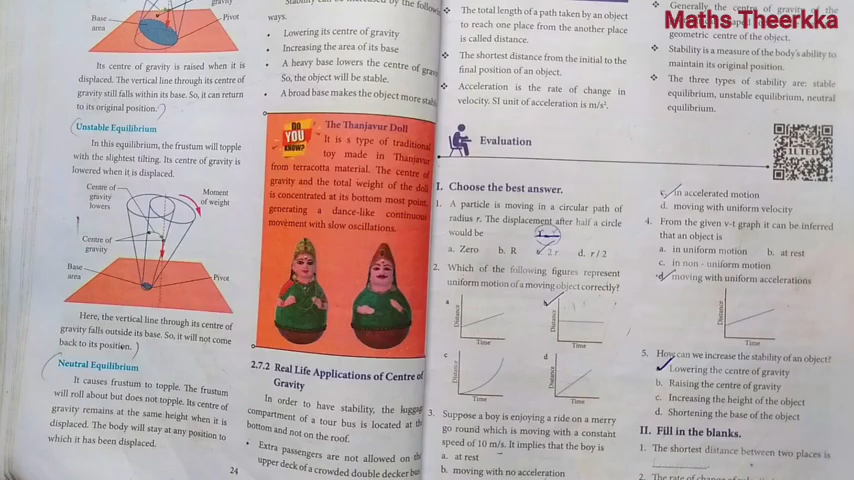 gravity
Base
area
Pivot
Its centre of gravity is raised when it is
displaced. The vertical line through its centre of
gravity still falls within its base. So, it can return
to its original position.
Unstable Equilibrium
In this equilibrium, the frustum will topple
with the slightest tilting. Its centre of gravity is
lowered when it is displaced.
Centre of
gravity
lowers
Moment
of weight
Centre of
gravity
Base
area
Pivot
Here, the vertical line through its centre of
gravity falls outside its base. So, it will not come
back to its position.
Neutral Equilibrium
It causes frustum to topple. The frustum
will roll about but does not topple. Its centre of
gravity remains at the same height when it is
displaced. The body will stay at any position to
which it has been displaced.
24
increased by the
ways.
• Lowering its centre of gravity
• Increasing the area of its base
• A heavy base lowers the centre of
So, the object will be stable.
• A broad base makes the object more
DO
YOU
KNOW?
The Thanjavur Doll
It is s type of traditional
toy made in Thanjavur
from terracotta material. The centre of
gravity and the total weight of the doll
is concentrated at its bottom most point,
generating a dance-like continuous
movement with slow oscillations.
2.7.2 Real Life Applications of Centre of
Gravity
In order to have stability, the
compartment of a tour bus is located at
bottom and not on the roof.
• Extra passengers are not allowed on
upper deck of a crowded double decker
❖ The total length of a path taken by an object
to reach one place from the another place
is called distance.
❖ The shortest distance from the initial to the
final position of an object.
❖ Acceleration is the rate of change in
velocity. SI unit of acceleration is m/s².
❖ Generally, the centre of gravity of the
geometric centre of the object.
❖ Stability is a measure of the body's ability to
maintain its original position.
❖ The three types of stability are: stable
equilibrium, unstable equilibrium, neutral
equilibrium.
Maths Theerkka
Evaluation
I. Choose the best answer.
1. A particle is moving in a circular path of
radius r. The displacement after half a circle
would be
a. Zero b. R c. 2 r d. r / 2
2. Which of the following figures represent
uniform motion of a moving object correctly?
a
Distance
Time
b
Distance
Time
c
Distance
Time
d
Distance
Time
3. Suppose a boy is enjoying a ride on a merry
go round which is moving with a constant
speed of 10 m/s. It implies that the boy is
a. at rest
b. moving with no acceleration
c. in accelerated motion
d. moving with uniform velocity
4. From the given v-t graph it can be inferred
that an object is
a. in uniform motion b. at rest
c. in non - uniform motion
d. moving with uniform accelerations
Distance
Time
5. How can we increase the stability of an object?
Lowering the centre of gravity
b. Raising the centre of gravity
c. Increasing the height of the object
d. Shortening the base of the object
II. Fill in the blanks.
1. The shortest distance between two places is
2. The rate of change of